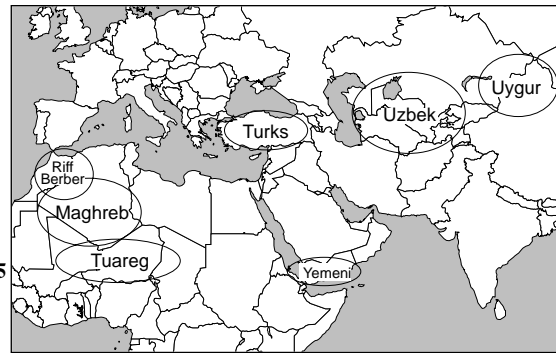 Uygur
Uzbek
Turks
Riff
Berber
Maghreb
Tuareg
Yemeni
5